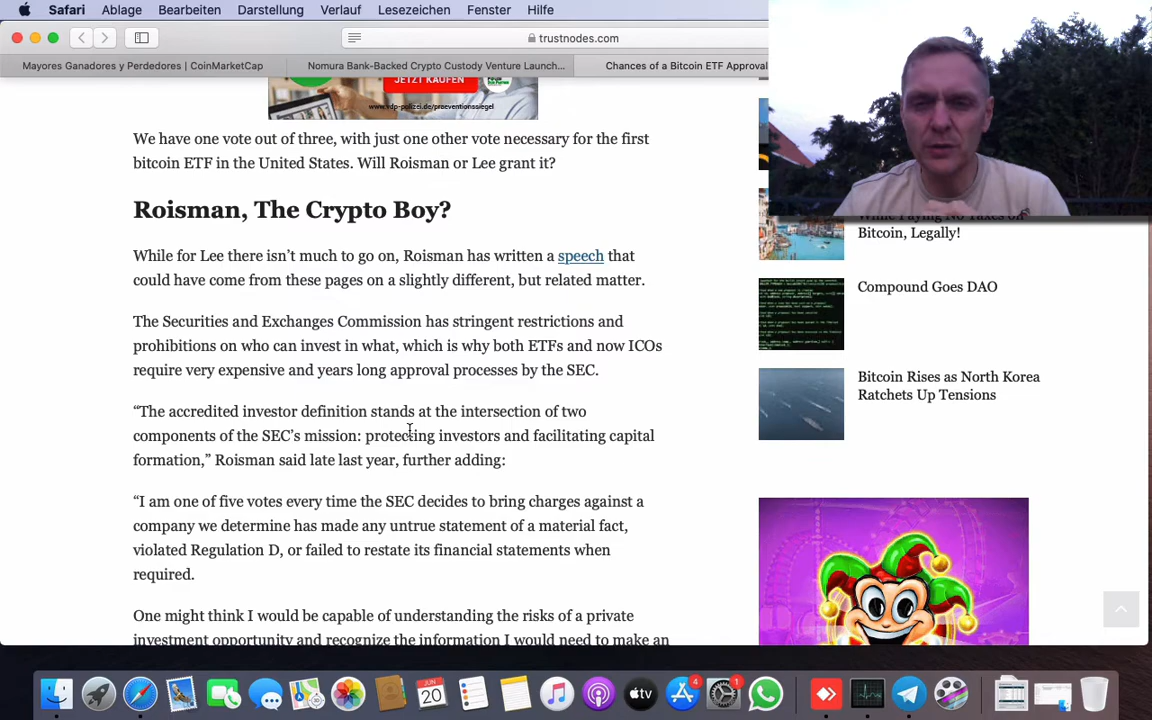 Safari Ablage Bearbeiten Darstellung Verlauf Lesezeichen Fenster Hilfe
trustnodes.com
Mayores Ganadores y Perdedores | CoinMarketCap
Nomura Bank-Backed Crypto Custody Venture Launch...
Chances of a Bitcoin ETF Approval
JETZT KAUFEN
www.vdp-polizei.de/praeventionssiegel
We have one vote out of three, with just one other vote necessary for the first
bitcoin ETF in the United States. Will Roisman or Lee grant it?
Roisman, The Crypto Boy?
While for Lee there isn’t much to go on, Roisman has written a speech that
could have come from these pages on a slightly different, but related matter.
The Securities and Exchanges Commission has stringent restrictions and
prohibitions on who can invest in what, which is why both ETFs and now ICOs
require very expensive and years long approval processes by the SEC.
“The accredited investor definition stands at the intersection of two
components of the SEC’s mission: protecting investors and facilitating capital
formation,” Roisman said late last year, further adding:
“I am one of five votes every time the SEC decides to bring charges against a
company we determine has made any untrue statement of a material fact,
violated Regulation D, or failed to restate its financial statements when
required.
One might think I would be capable of understanding the risks of a private
investment opportunity and recognize the information I would need to make an
While Paying No Taxes on
Bitcoin, Legally!
Compound Goes DAO
Bitcoin Rises as North Korea
Ratchets Up Tensions
JUN
20
tv
4
1